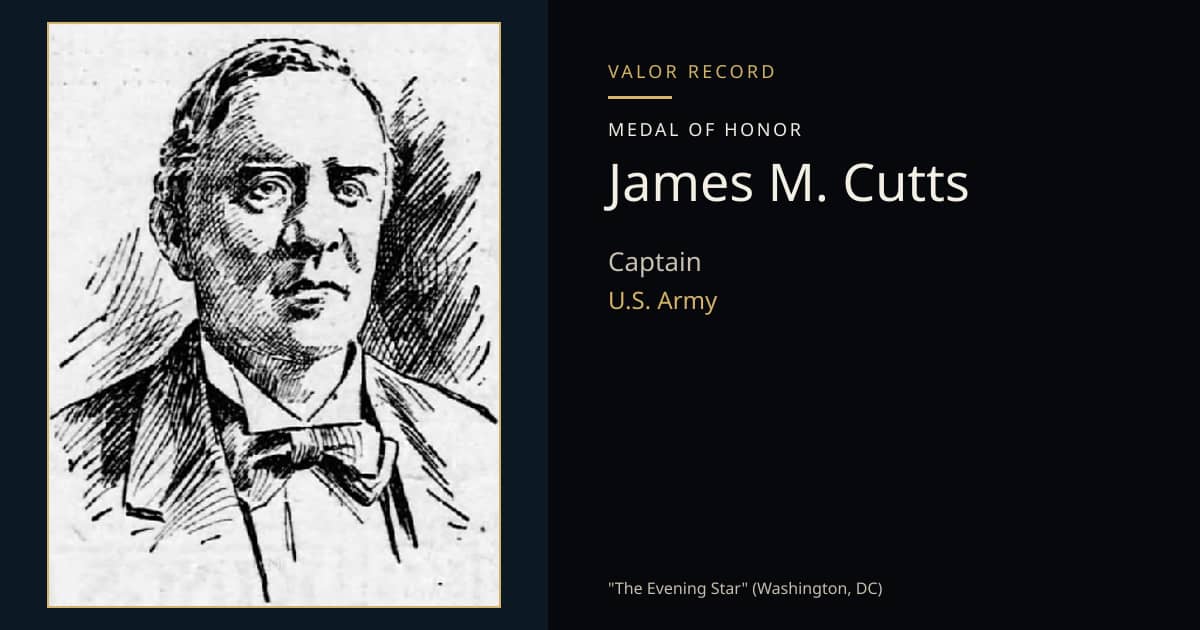 VALOR RECORD
MEDAL OF HONOR
James M. Cutts
Captain
U.S. Army
"The Evening Star" (Washington, DC)